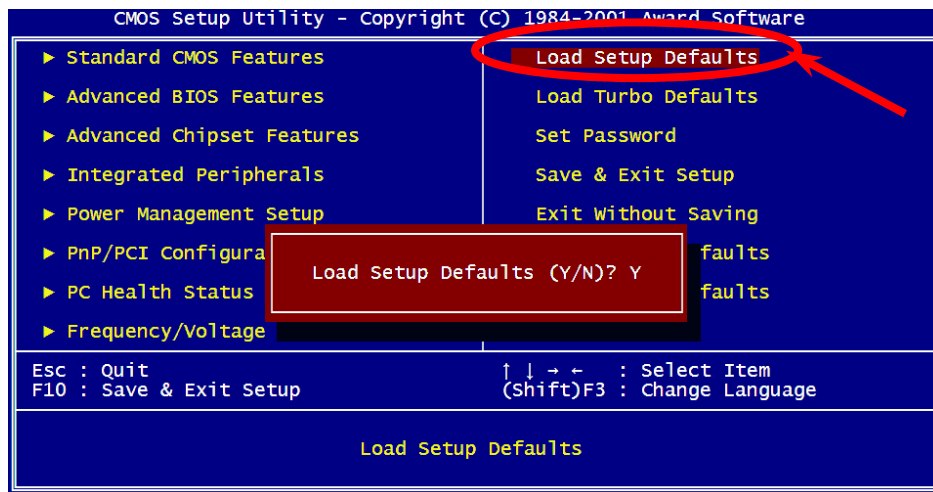 CMOS Setup Utility - Copyright (C) 1984-2001 Award Software
► Standard CMOS Features
► Advanced BIOS Features
► Advanced Chipset Features
► Integrated Peripherals
► Power Management Setup
► PnP/PCI Configura
► PC Health Status
► Frequency/Voltage
Load Setup Defaults
Load Turbo Defaults
Set Password
Save & Exit Setup
Exit Without Saving
faults
faults
Load Setup Defaults (Y/N)? Y
Esc : Quit
F10 : Save & Exit Setup
↑ ↓ → ← : Select Item
(Shift)F3 : Change Language
Load Setup Defaults